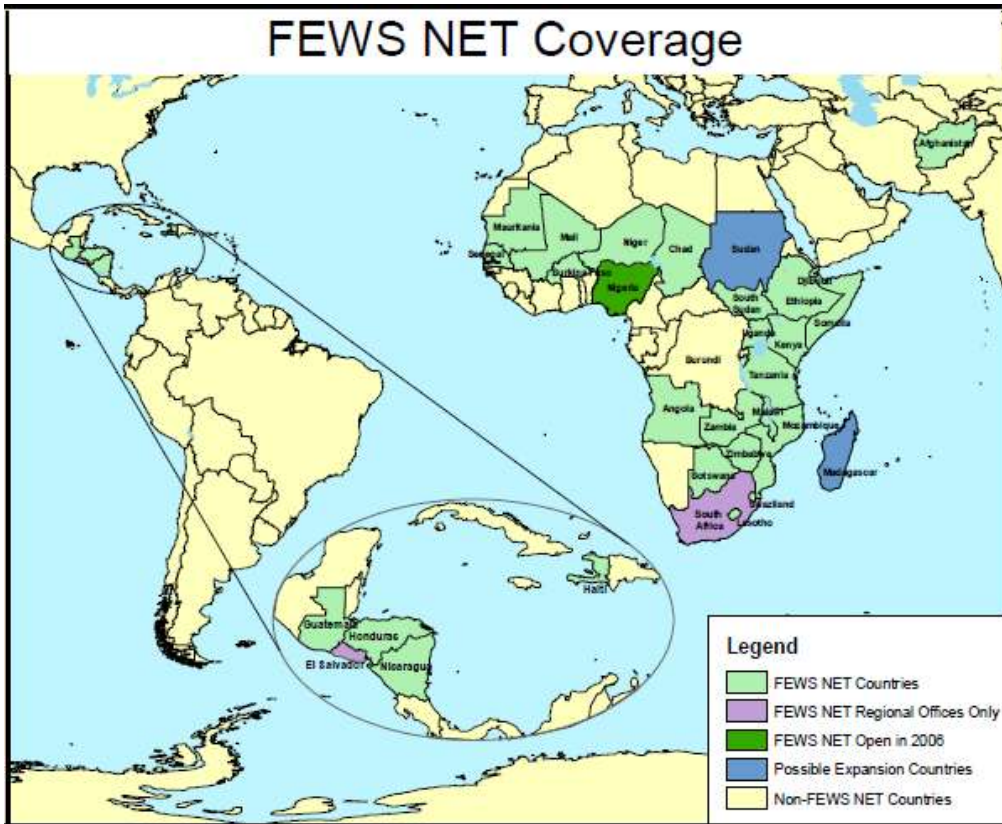 FEWS NET Coverage
Afghanistan
Mauritania
Mali
Niger
Chad
Sudan
Senegal
Burkina Faso
Nigeria
Djibouti
South
Sudan
Ethiopia
Somalia
Uganda
Kenya
Burundi
Tanzania
Angola
Malawi
Zambia
Mozambique
Zimbabwe
Madagascar
Botswana
Swaziland
South
Africa
Lesotho
Haiti
Guatemala
Honduras
El Salvador
Nicaragua
Legend
FEWS NET Countries
FEWS NET Regional Offices Only
FEWS NET Open in 2006
Possible Expansion Countries
Non-FEWS NET Countries